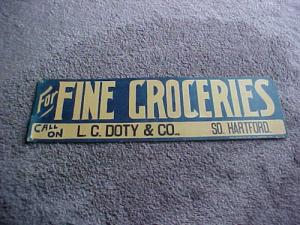 For FINE GROCERIES
CALL ON L. C. DOTY & CO., SO. HARTFORD.